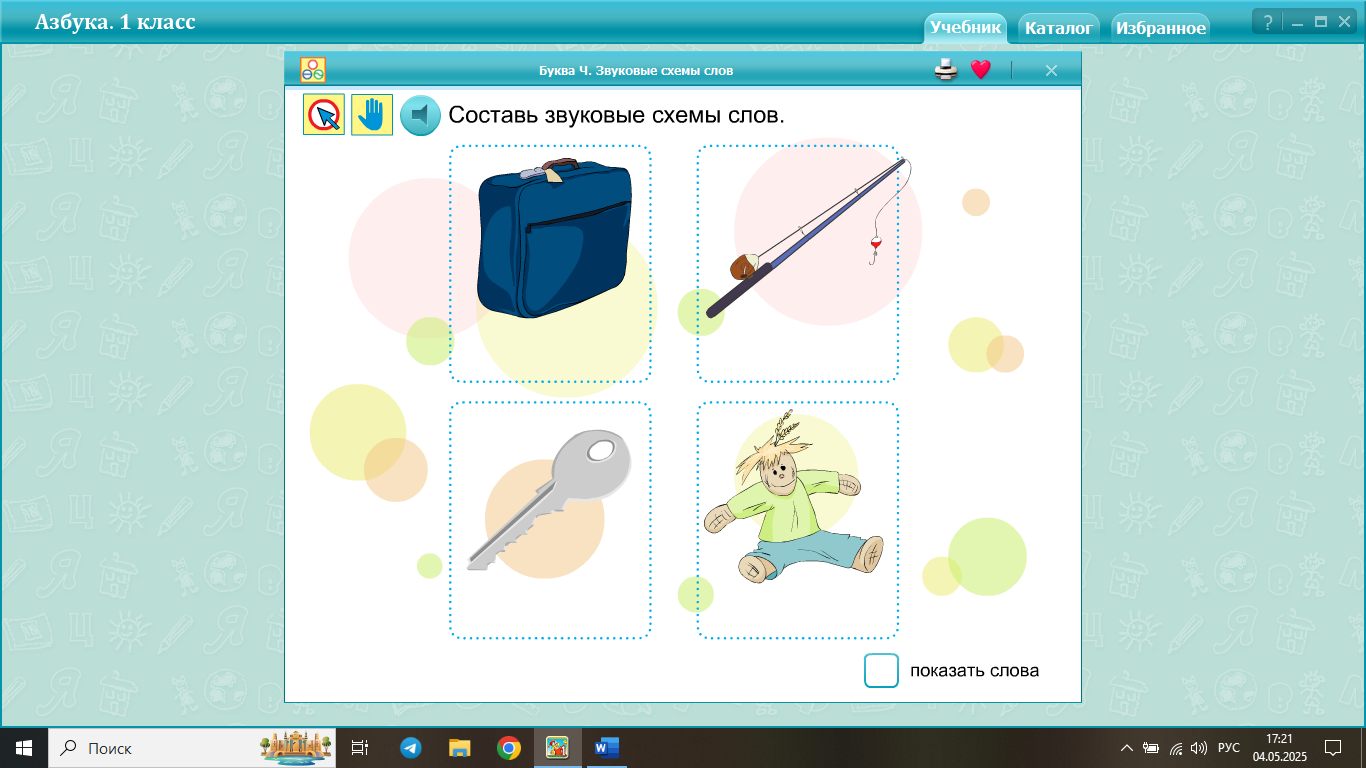 Азбука. 1 класс
Учебник Каталог Избранное
Буква Ч. Звуковые схемы слов
Составь звуковые схемы слов.
показать слова
Поиск
РУС
17:21
04.05.2025